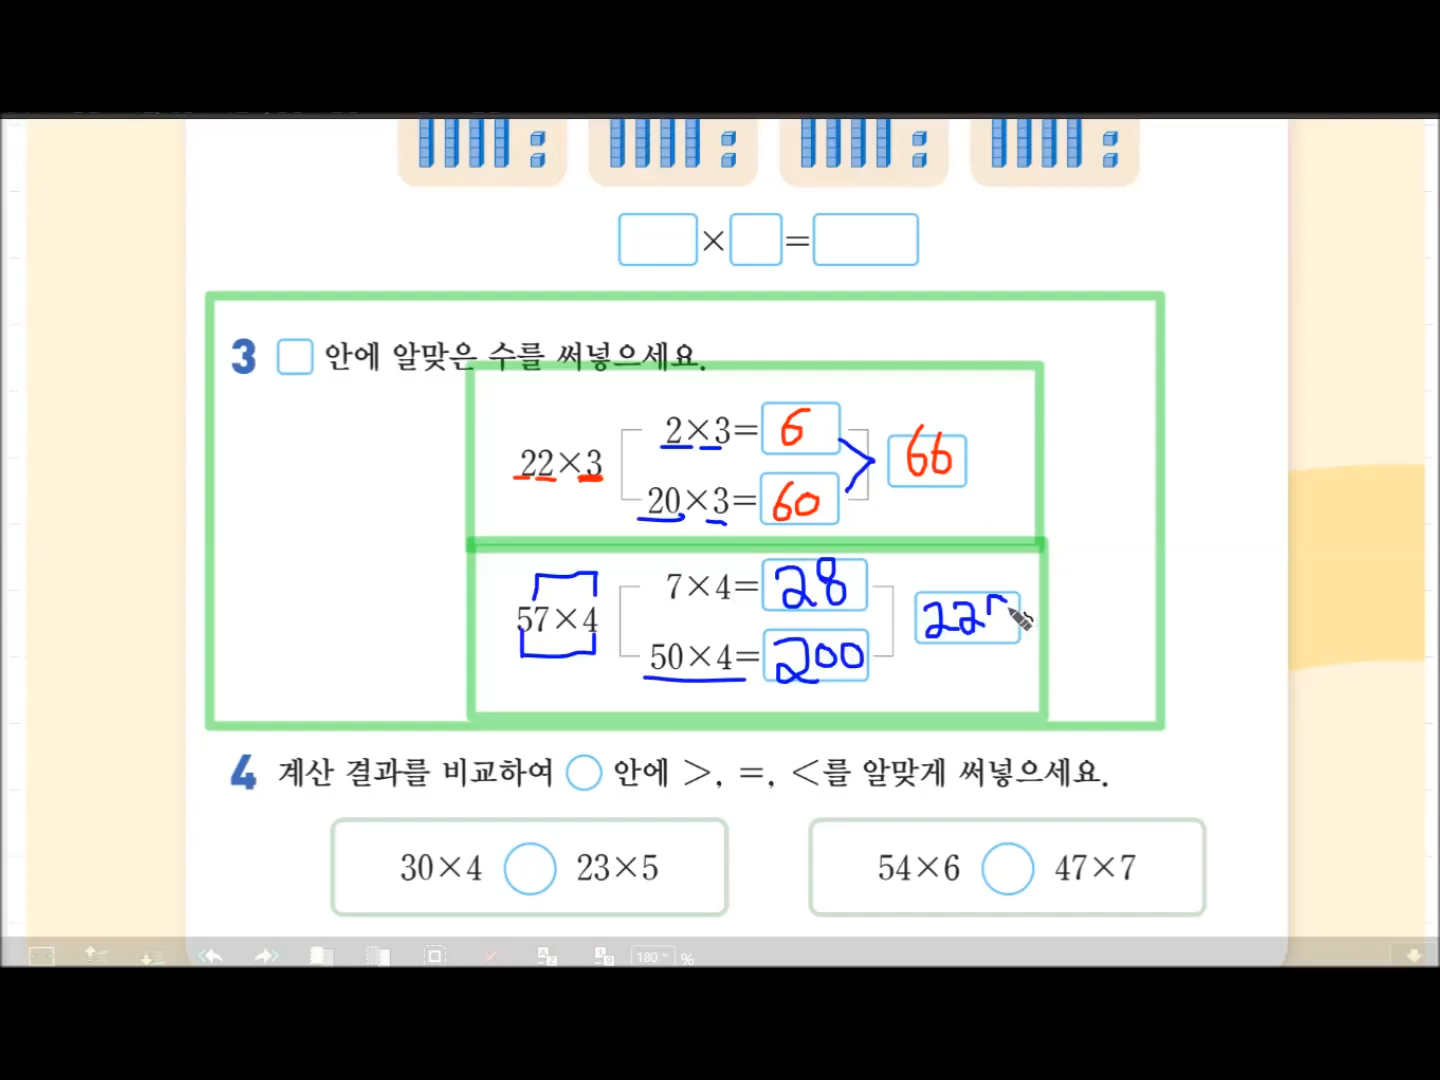 × =
3 안에 알맞은 수를 써넣으세요.
22×3
2×3= 6
20×3= 60
66
57×4
7×4= 28
50×4= 200
22
4 계산 결과를 비교하여 ○ 안에 >, =, <를 알맞게 써넣으세요.
30×4 ○ 23×5
54×6 ○ 47×7
180 %